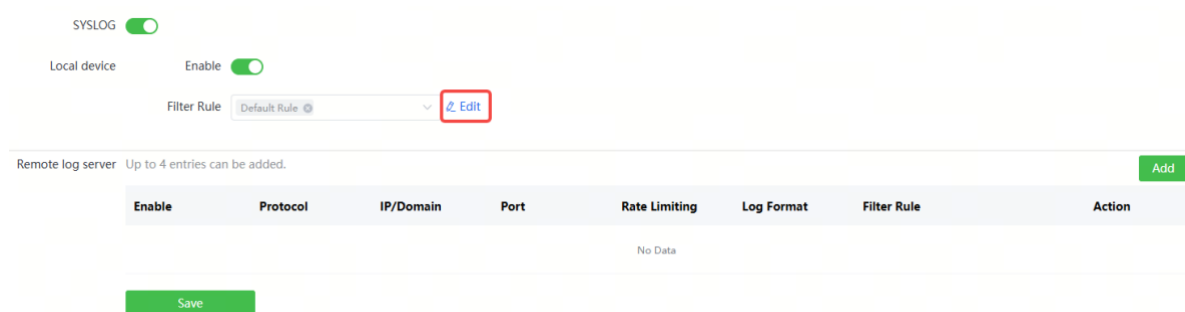 SYSLOG
Local device Enable
Filter Rule Default Rule Edit
Remote log server Up to 4 entries can be added. Add
Enable Protocol IP/Domain Port Rate Limiting Log Format Filter Rule Action
No Data
Save